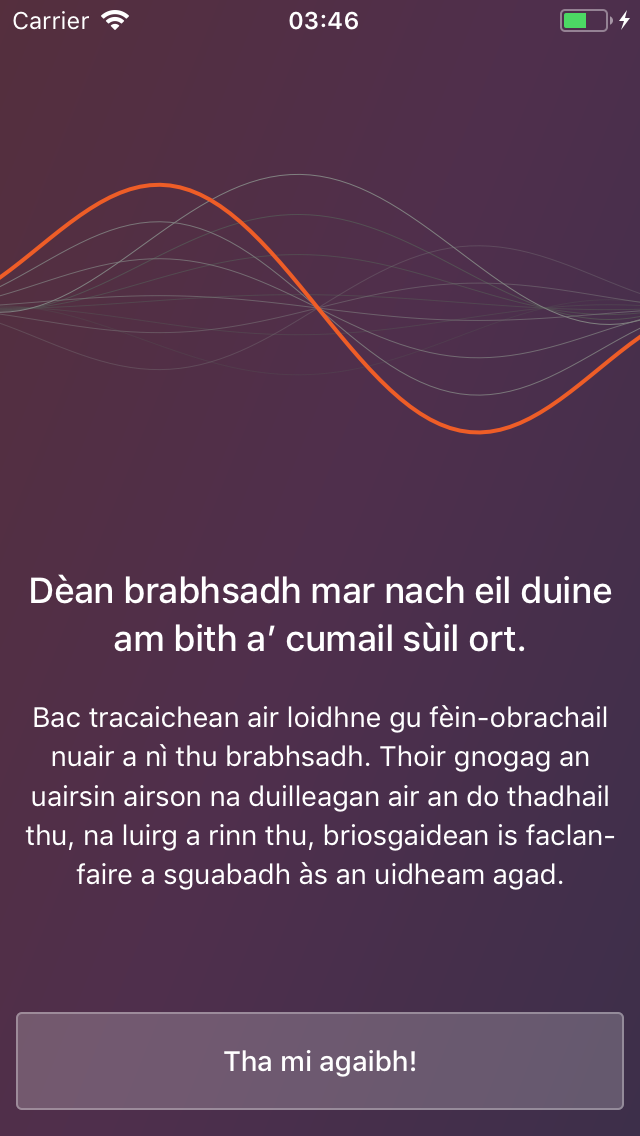 Carrier 03:46
Dèan brabhsadh mar nach eil duine
am bith a’ cumail sùil ort.
Bac tracaichean air loidhne gu fèin-obrachail
nuair a nì thu brabhsadh. Thoir gnogag an
uairsin airson na duilleagan air an do thadhail
thu, na luirg a rinn thu, briosgaidean is faclan-
faire a sguabadh às an uidheam agad.
Tha mi agaibh!